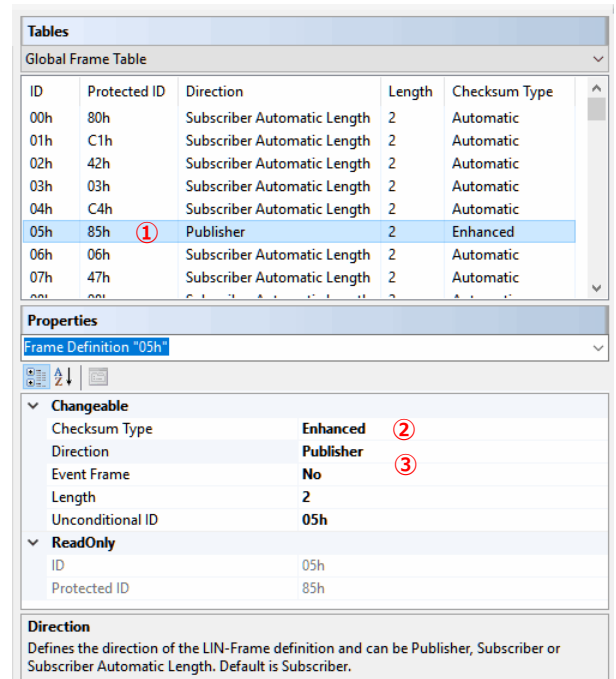 Tables
Global Frame Table
ID Protected ID Direction Length Checksum Type
00h 80h Subscriber Automatic Length 2 Automatic
01h C1h Subscriber Automatic Length 2 Automatic
02h 42h Subscriber Automatic Length 2 Automatic
03h 03h Subscriber Automatic Length 2 Automatic
04h C4h Subscriber Automatic Length 2 Automatic
05h 85h ① Publisher 2 Enhanced
06h 06h Subscriber Automatic Length 2 Automatic
07h 47h Subscriber Automatic Length 2 Automatic
Properties
Frame Definition "05h"
Changeable
Checksum Type Enhanced ②
Direction Publisher
③
Event Frame No
Length 2
Unconditional ID 05h
ReadOnly
ID 05h
Protected ID 85h
Direction
Defines the direction of the LIN-Frame definition and can be Publisher, Subscriber or
Subscriber Automatic Length. Default is Subscriber.